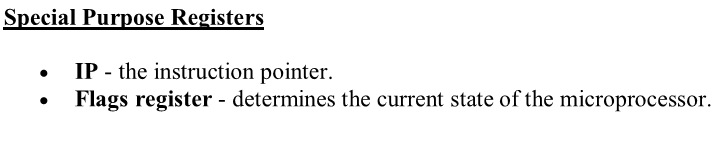 Special Purpose Registers
• IP - the instruction pointer.
• Flags register - determines the current state of the microprocessor.